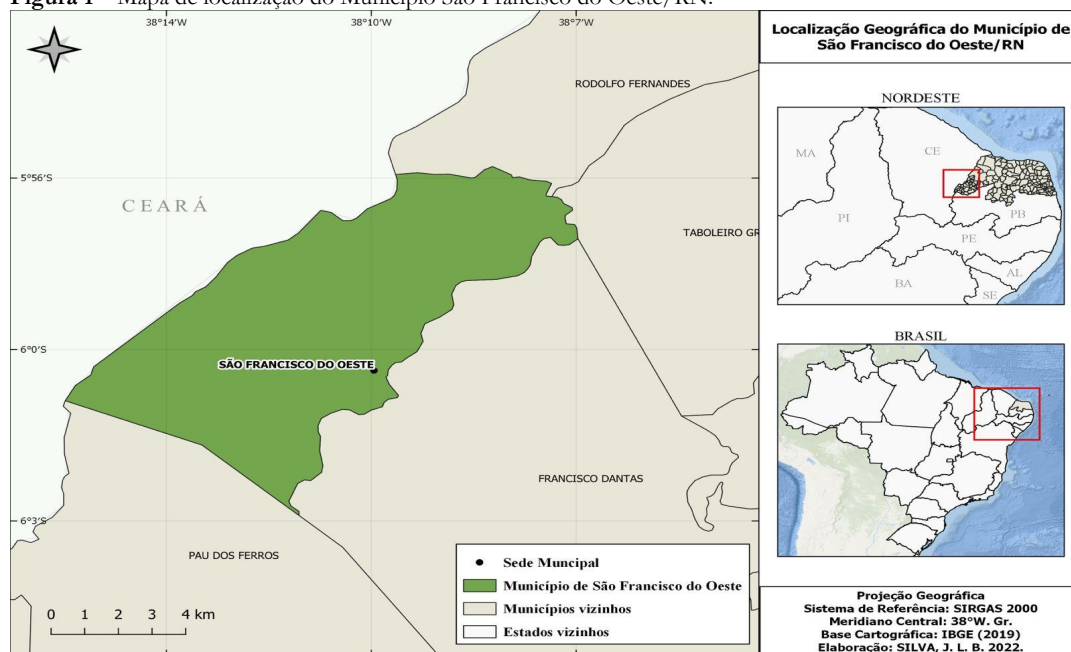 Figura 1 – Mapa de localização do Município São Francisco do Oeste/RN.
38°14'W
38°10'W
38°7'W
5°56'S
6°0'S
6°3'S
CEARÁ
RODOLFO FERNANDES
TABOLEIRO GR
SÃO FRANCISCO DO OESTE
FRANCISCO DANTAS
PAU DOS FERROS
0 1 2 3 4 km
Sede Muncipal
Município de São Francisco do Oeste
Municípios vizinhos
Estados vizinhos
Localização Geográfica do Município de
São Francisco do Oeste/RN
NORDESTE
MA
CE
PI
PB
PE
AL
BA
SE
BRASIL
Projeção Geográfica
Sistema de Referência: SIRGAS 2000
Meridiano Central: 38°W. Gr.
Base Cartográfica: IBGE (2019)
Elaboração: SILVA, J. L. B. 2022.